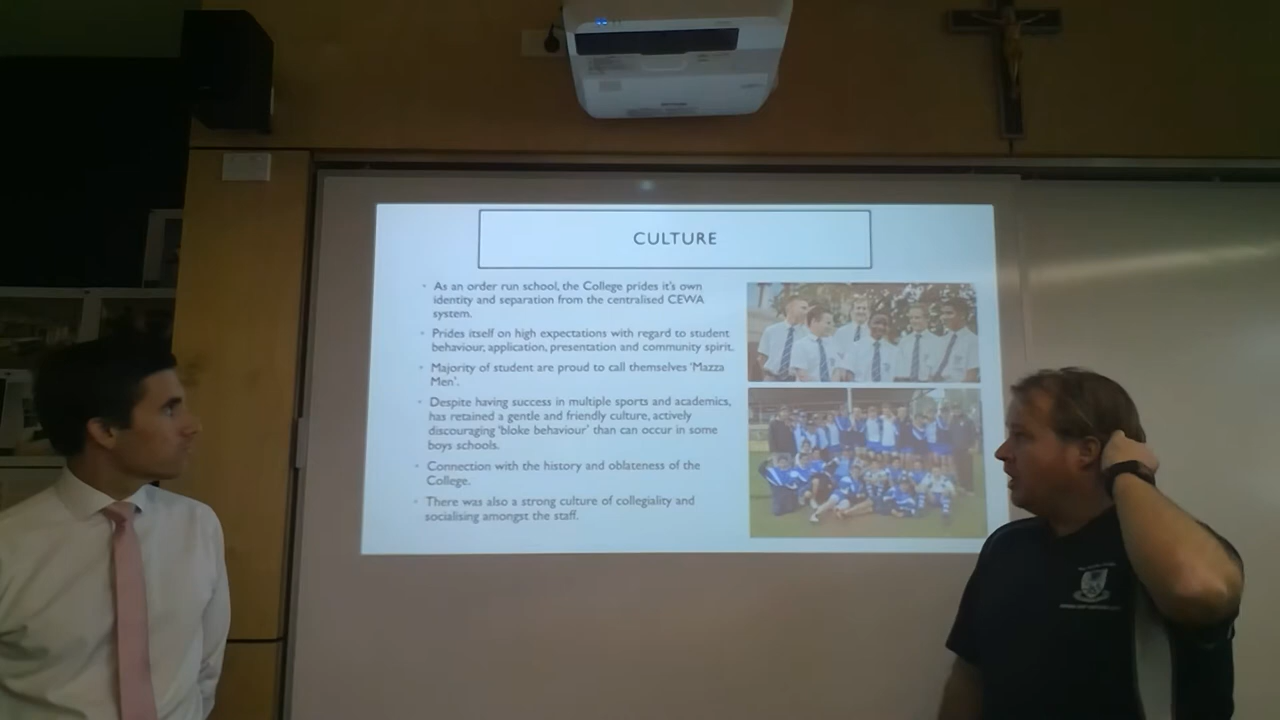 CULTURE
As an order run school, the College prides it's own
identity and separation from the centralised CEWA
system.
Prides itself on high expectations with regard to student
behaviour, application, presentation and community spirit.
Majority of student are proud to call themselves 'Mazza
Men'.
Despite having success in multiple sports and academics,
has retained a gentle and friendly culture, actively
discouraging 'bloke behaviour' than can occur in some
boys schools.
Connection with the history and oblateness of the
College.
There was also a strong culture of collegiality and
socialising amongst the staff.